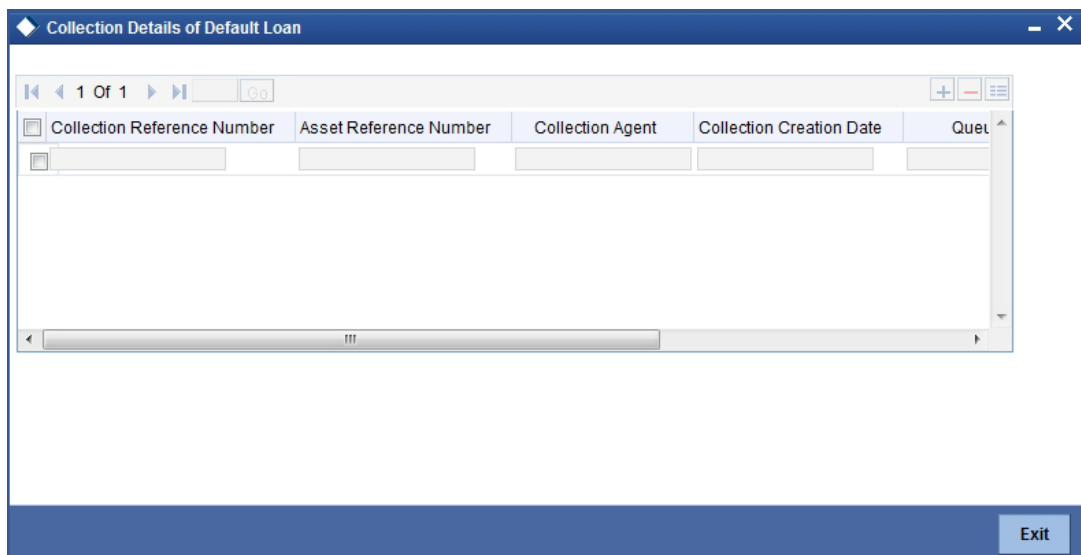 Collection Details of Default Loan
1 Of 1 Go
Collection Reference Number Asset Reference Number Collection Agent Collection Creation Date Queu
Exit